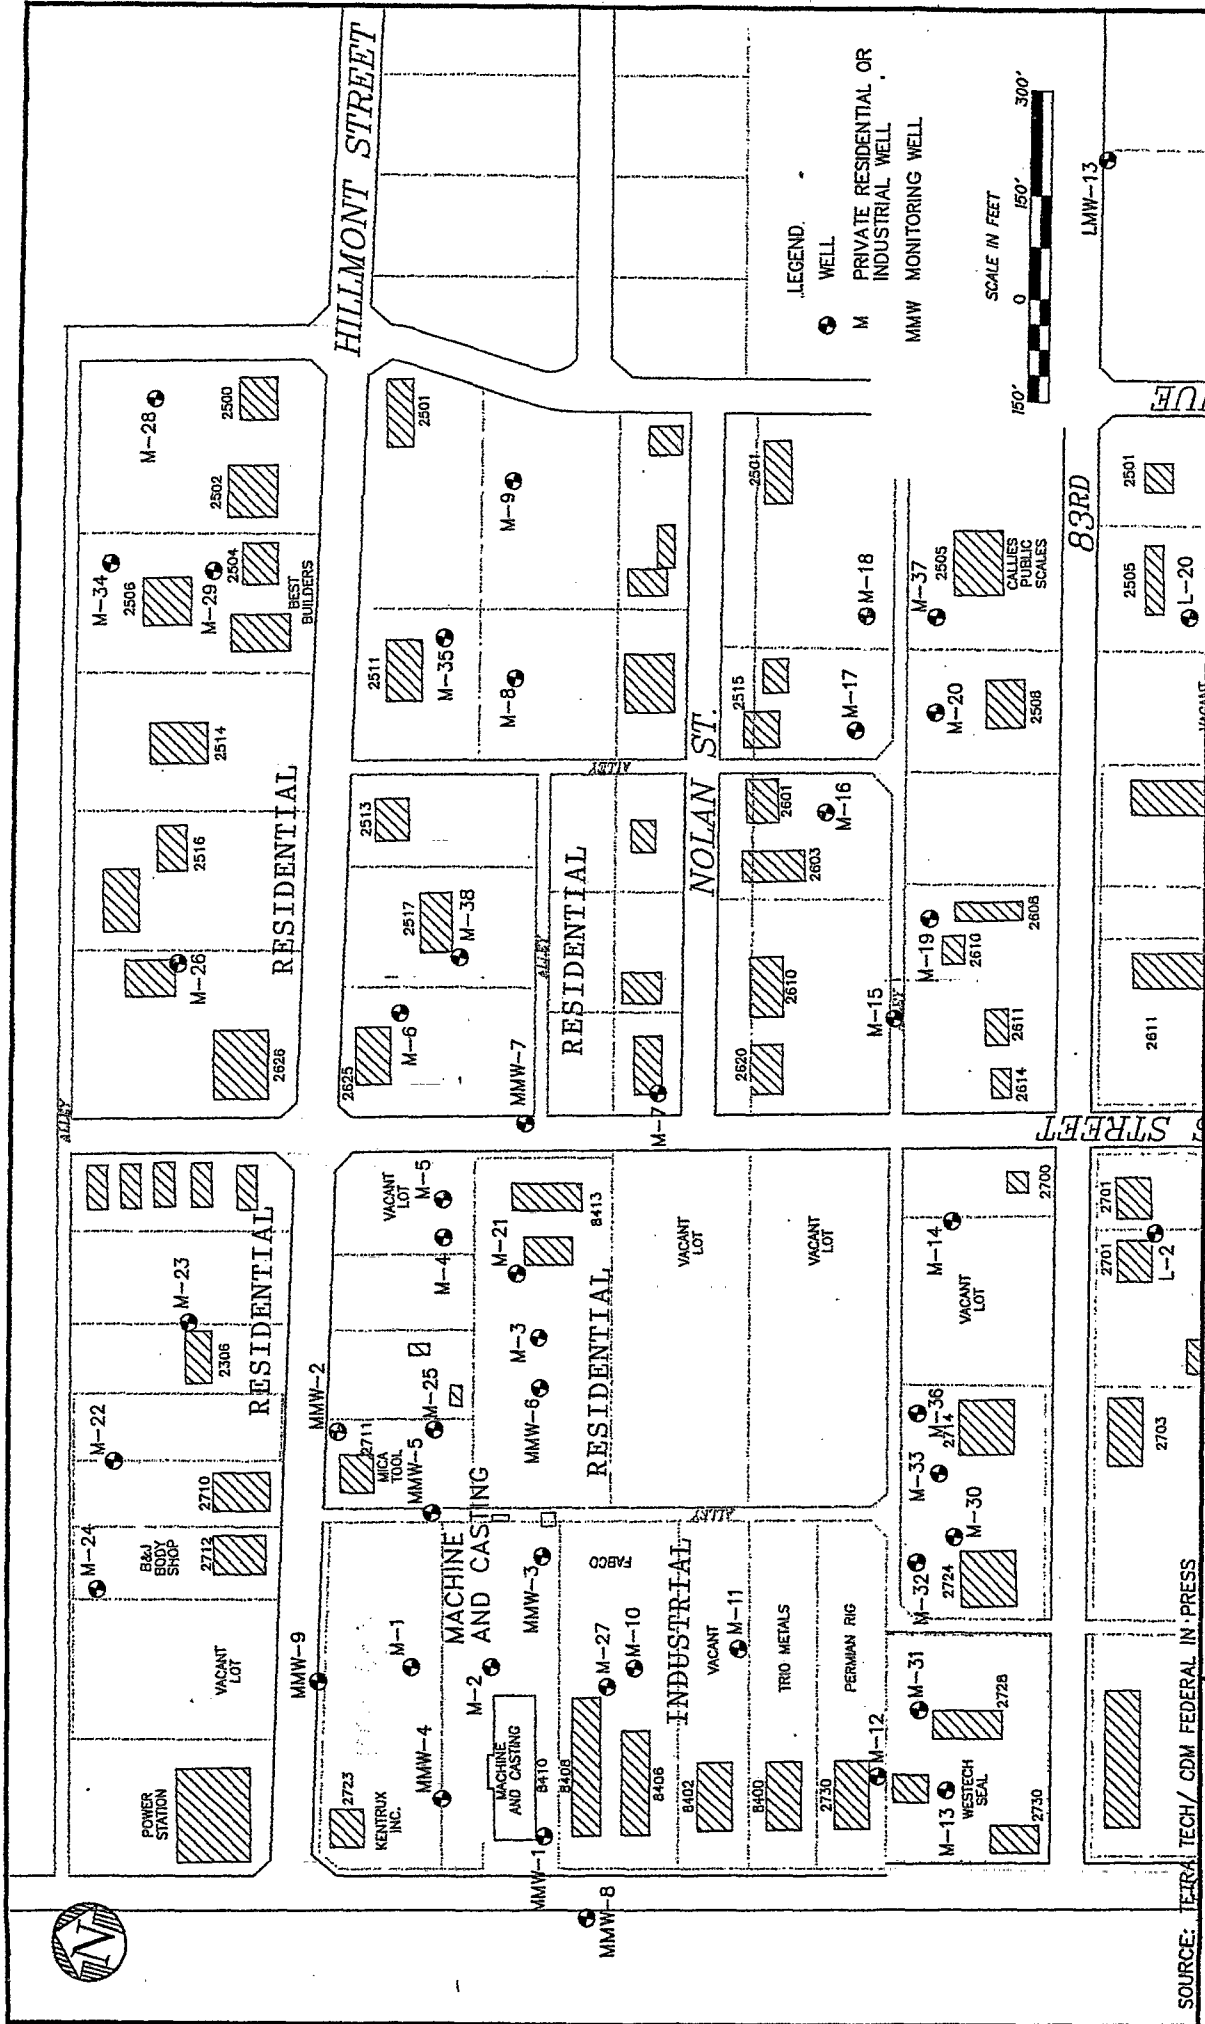 HILLMONT STREET
M-28
2500
2502
M-34
2506
M-29
2504
BEST
BUILDERS
2514
RESIDENTIAL
2516
M-26
2626
ALLEY
2501
M-9
2511
M-35
M-8
ALLEY
2513
2517
M-38
ALLEY
RESIDENTIAL
M-6
2625
MMW-7
M-7
NOLAN ST.
2501
M-18
2515
M-17
2601
M-16
2603
2610
M-15
2620
LEGEND.
WELL
M PRIVATE RESIDENTIAL OR
INDUSTRIAL WELL
MMW MONITORING WELL
SCALE IN FEET
150' 0 150' 300'
LMW-13
83RD
M-37
2505
CALLIES
PUBLIC
SCALES
M-20
2508
M-19
2608
2610
2611
2614
2501
2505
L-20
2611
STREET
M-23
2306
RESIDENTIAL
M-22
2710
M-24
B&J
BODY
SHOP
2712
VACANT
LOT
POWER
STATION
MMW-2
VACANT
LOT
M-5
M-4
M-21
8413
M-3
MMW-6
RESIDENTIAL
M-25
2711
MICA
TOOL
MMW-5
VACANT
LOT
VACANT
LOT
ALLEY
MMW-9
M-1
MACHINE
AND CASTING
MMW-3
M-2
MMW-4
2723
KENTRUX
INC.
MACHINE
AND CASTING
8410
MMW-1
MMW-8
FABCO
M-27
M-10
8408
8406
INDUSTRIAL
VACANT
M-11
8402
TRIO METALS
8400
PERMIAN RIG
2730
M-12
2700
M-14
VACANT
LOT
M-36
2714
M-33
M-30
M-32
2724
M-31
2728
M-13
WESTECH
SEAL
2730
2701
2701
L-2
2703
N
SOURCE: TETRA TECH/ CDM FEDERAL IN PRESS